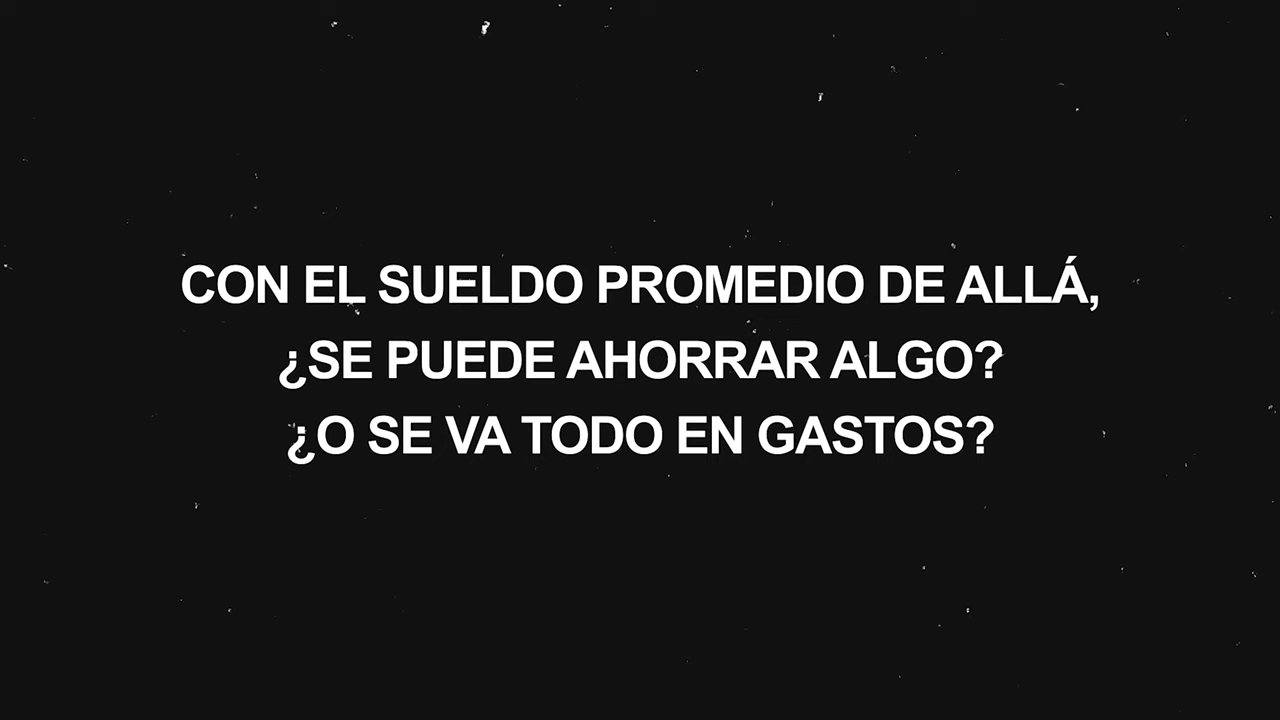 CON EL SUELDO PROMEDIO DE ALLÁ,
¿SE PUEDE AHORRAR ALGO?
¿O SE VA TODO EN GASTOS?